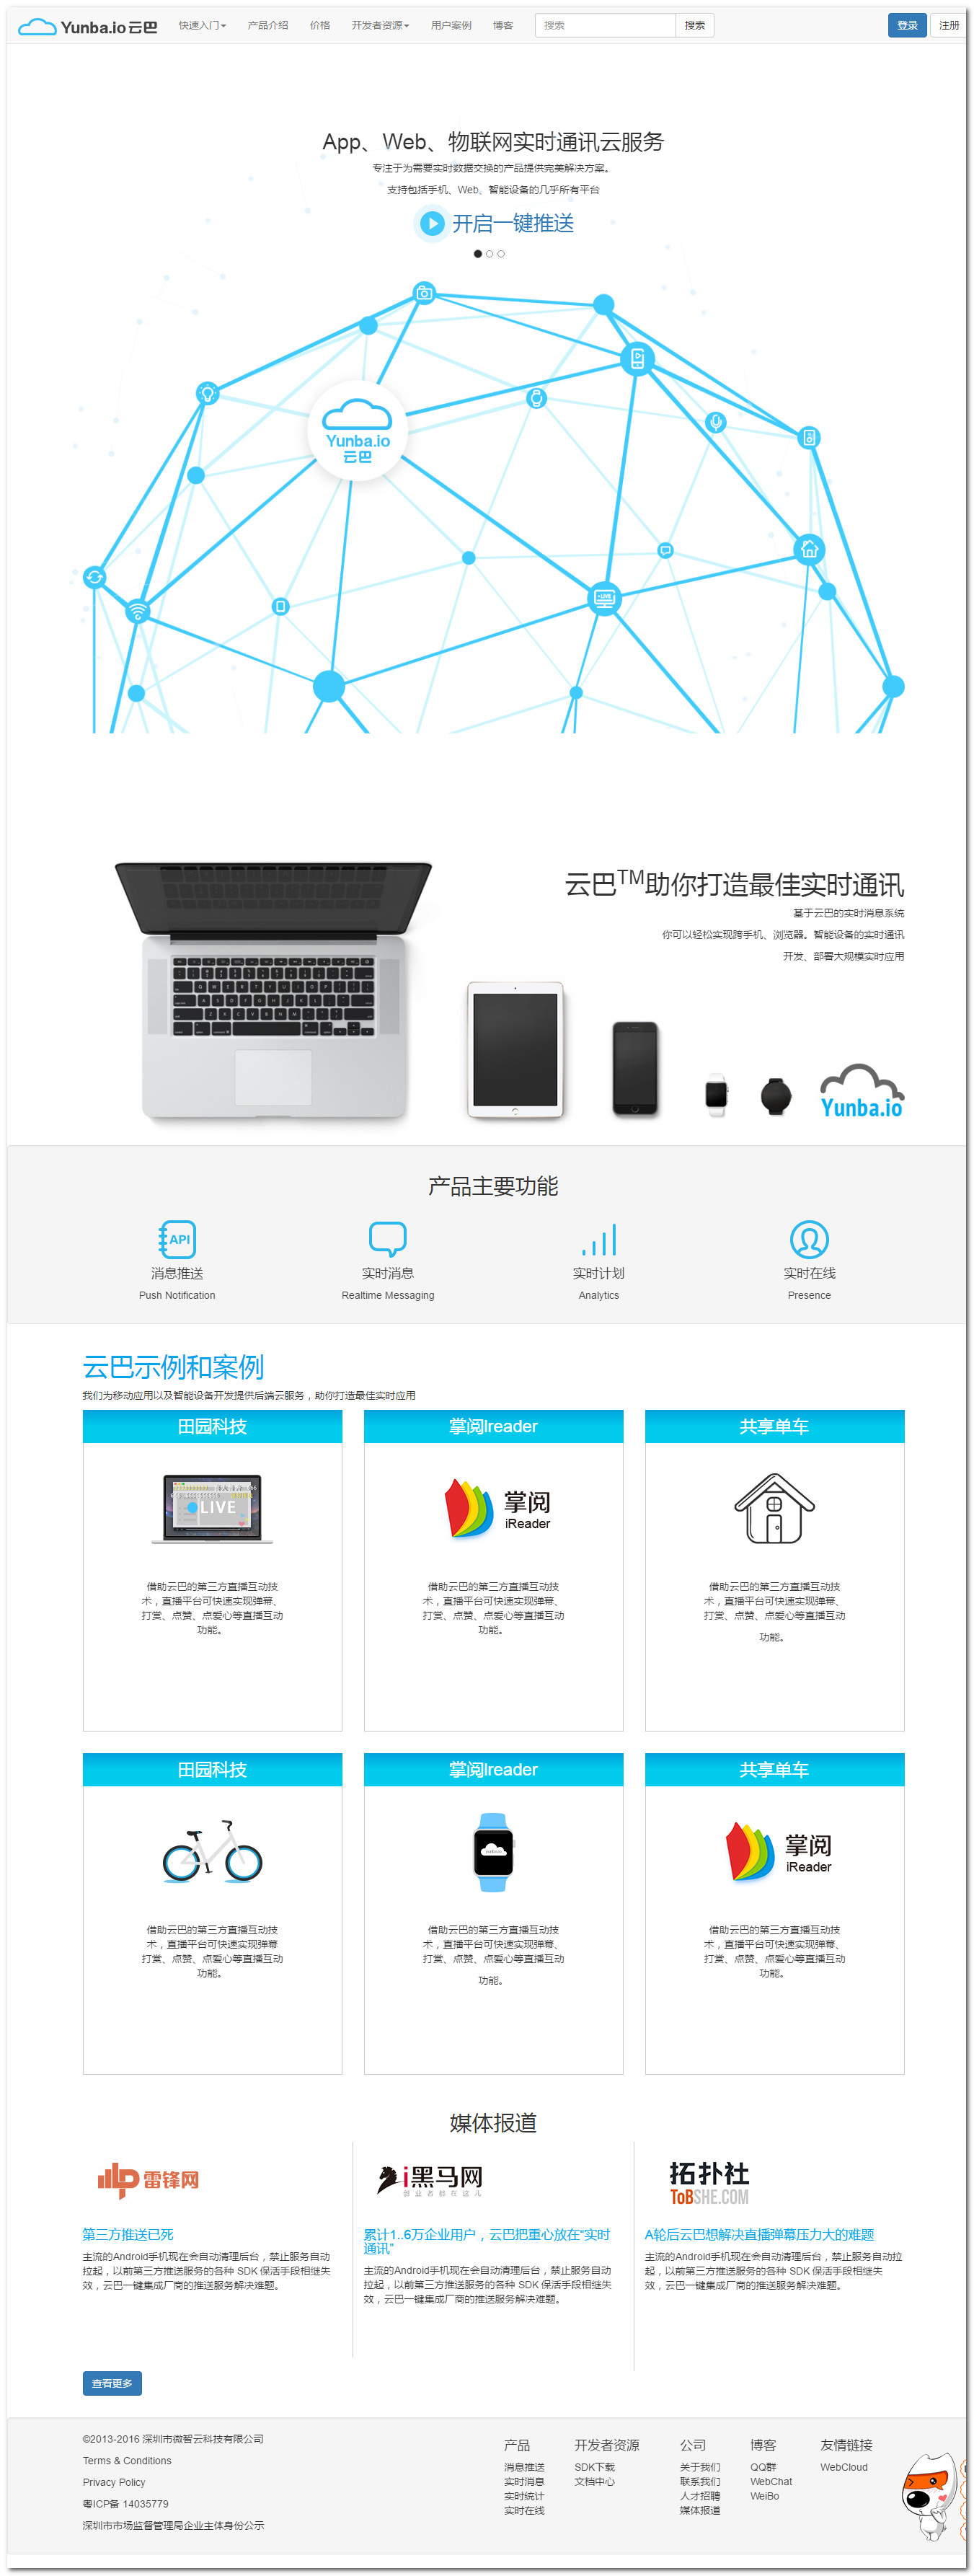 Yunba.io 云巴 快速入门 产品介绍 价格 开发者资源 用户案例 博客 搜索 搜索 登录 注册
App、Web、物联网实时通讯云服务
专注于为需要实时数据交换的产品提供完美解决方案。
支持包括手机、Web、智能设备的几乎所有平台
开启一键推送
Yunba.io
云巴
LIVE
云巴TM助你打造最佳实时通讯
基于云巴的实时消息系统
你可以轻松实现跨手机、浏览器。智能设备的实时通讯
开发、部署大规模实时应用
Yunba.io
产品主要功能
API
消息推送 实时消息 实时计划 实时在线
Push Notification Realtime Messaging Analytics Presence
云巴示例和案例
我们为移动应用以及智能设备开发提供后端云服务，助你打造最佳实时应用
田园科技 掌阅Ireader 共享单车
LIVE
掌阅
iReader
借助云巴的第三方直播互动技
术，直播平台可快速实现弹幕、
打赏、点赞、点爱心等直播互动
功能。
借助云巴的第三方直播互动技
术，直播平台可快速实现弹幕、
打赏、点赞、点爱心等直播互动
功能。
借助云巴的第三方直播互动技
术，直播平台可快速实现弹幕、
打赏、点赞、点爱心等直播互动
功能。
田园科技 掌阅Ireader 共享单车
掌阅
iReader
借助云巴的第三方直播互动技
术，直播平台可快速实现弹幕
打赏、点赞、点爱心等直播互动
功能。
借助云巴的第三方直播互动技
术，直播平台可快速实现弹幕、
打赏、点赞、点爱心等直播互动
功能。
借助云巴的第三方直播互动技
术，直播平台可快速实现弹幕、
打赏、点赞、点爱心等直播互动
功能。
媒体报道
雷锋网
第三方推送已死
主流的Android手机现在会自动清理后台，禁止服务自动
拉起，以前第三方推送服务的各种 SDK 保活手段相继失
效，云巴一键集成厂商的推送服务解决难题。
i黑马网
创业者都在这儿
累计1..6万企业用户，云巴把重心放在“实时
通讯”
主流的Android手机现在会自动清理后台，禁止服务自动
拉起，以前第三方推送服务的各种 SDK 保活手段相继失
效，云巴一键集成厂商的推送服务解决难题。
拓扑社
ToBSHE.COM
A轮后云巴想解决直播弹幕压力大的难题
主流的Android手机现在会自动清理后台，禁止服务自动拉
起，以前第三方推送服务的各种 SDK 保活手段相继失
效，云巴一键集成厂商的推送服务解决难题。
查看更多
©2013-2016 深圳市微智云科技有限公司
Terms & Conditions
Privacy Policy
粤ICP备 14035779
深圳市市场监督管理局企业主体身份公示
产品
消息推送
实时消息
实时统计
实时在线
开发者资源
SDK下载
文档中心
公司
关于我们
联系我们
人才招聘
媒体报道
博客
QQ群
WebChat
WeiBo
友情链接
WebCloud